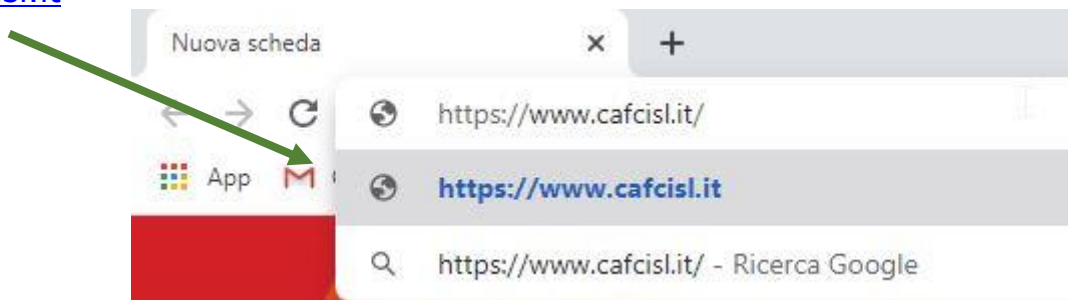 Nuova scheda
https://www.cafcisl.it/
App
https://www.cafcisl.it
https://www.cafcisl.it/ - Ricerca Google